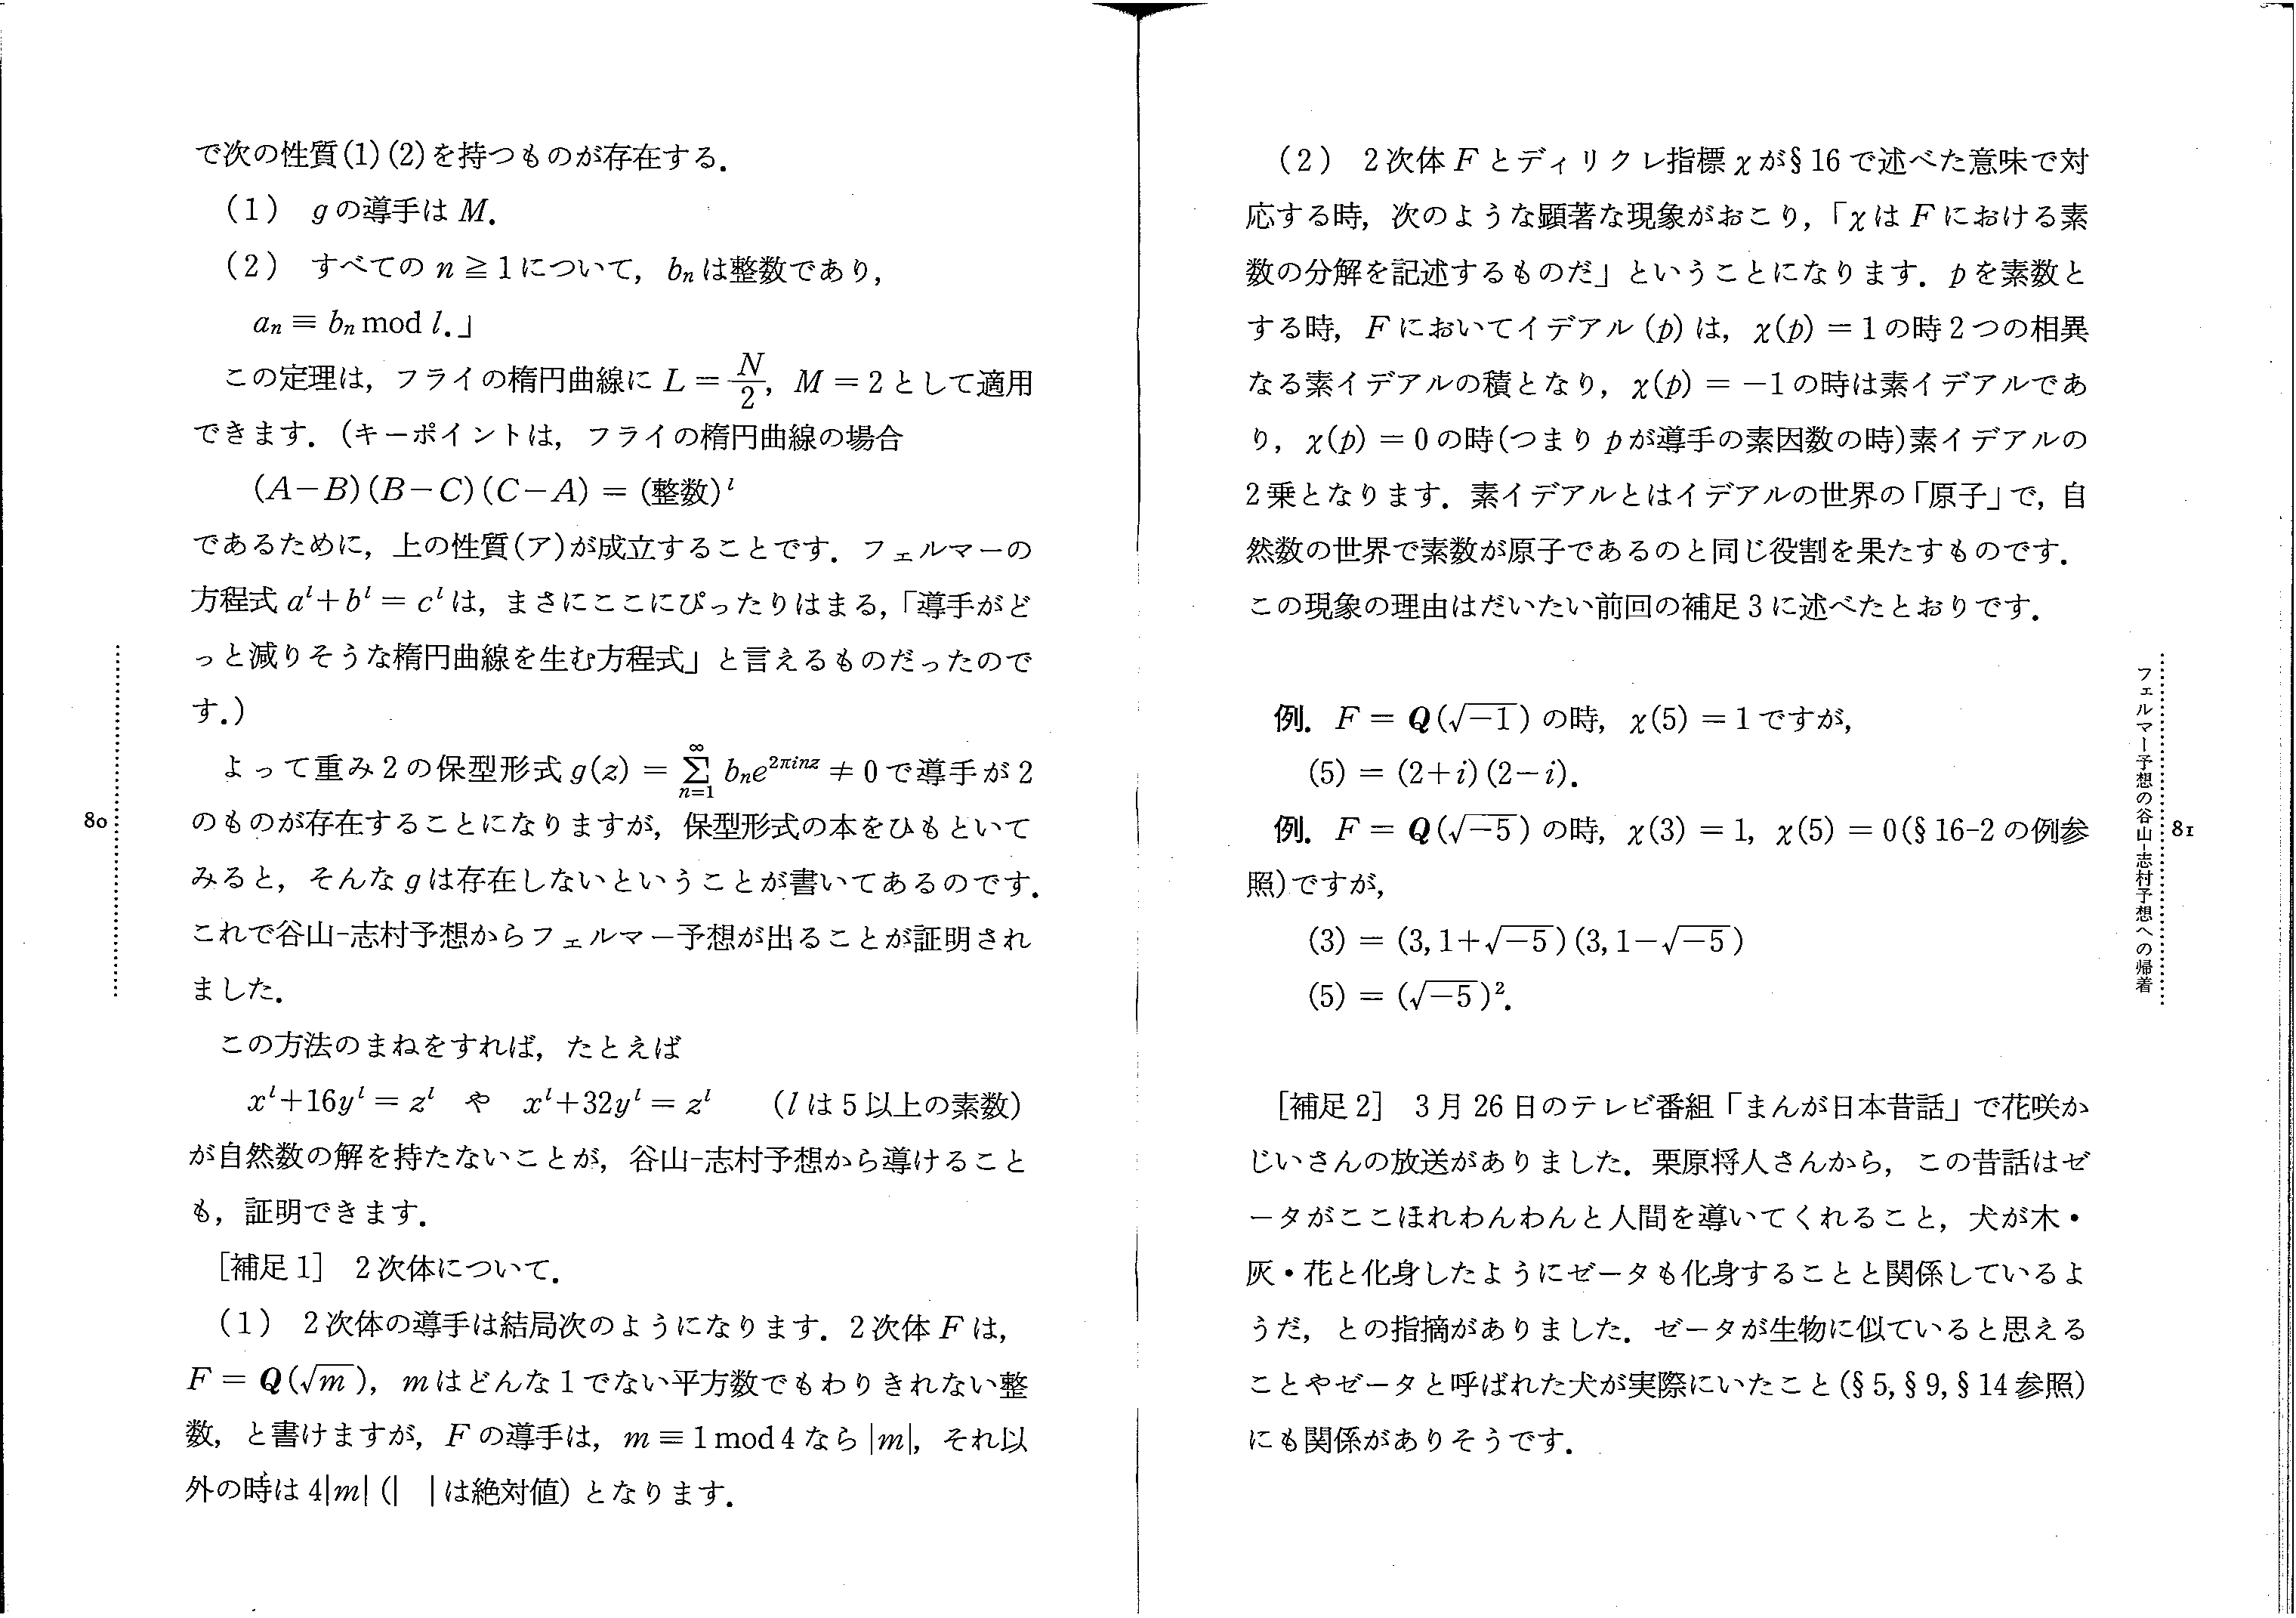 で次の性質(1)(2)を持つものが存在する．
(1)　gの導手はM．
(2)　すべてのn≧1について，bₙは整数であり，
aₙ≡bₙ mod l．」
この定理は，フライの楕円曲線にL=N/2，M=2として適用
できます．(キーポイントは，フライの楕円曲線の場合
(A−B)(B−C)(C−A)=(整数)ˡ
であるために，上の性質(ア)が成立することです．フェルマーの
方程式aˡ+bˡ=cˡは，まさにここにぴったりはまる，「導手がど
っと減りそうな楕円曲線を生む方程式」と言えるものだったので
す．)
よって重み2の保型形式g(z)=∑_{n=1}^{∞} bₙe^{2πinz}≠0で導手が2
のものが存在することになりますが，保型形式の本をひもといて
みると，そんなgは存在しないということが書いてあるのです．
これで谷山-志村予想からフェルマー予想が出ることが証明され
ました．
この方法のまねをすれば，たとえば
xˡ+16yˡ=zˡ　や　xˡ+32yˡ=zˡ　　(lは5以上の素数)
が自然数の解を持たないことが，谷山-志村予想から導けること
も，証明できます．
［補足1］　2次体について．
(1)　2次体の導手は結局次のようになります．2次体Fは，
F=Q(√m)，mはどんな1でない平方数でもわりきれない整
数，と書けますが，Fの導手は，m≡1 mod 4なら|m|，それ以
外の時は4|m|(|　|は絶対値)となります．
80
(2)　2次体Fとディリクレ指標χが§16で述べた意味で対
応する時，次のような顕著な現象がおこり，「χはFにおける素
数の分解を記述するものだ」ということになります．pを素数と
する時，Fにおいてイデアル(p)は，χ(p)=1の時2つの相異
なる素イデアルの積となり，χ(p)=−1の時は素イデアルであ
り，χ(p)=0の時(つまりpが導手の素因数の時)素イデアルの
2乗となります．素イデアルとはイデアルの世界の「原子」で，自
然数の世界で素数が原子であるのと同じ役割を果たすものです．
この現象の理由はだいたい前回の補足3に述べたとおりです．
例．F=Q(√−1)の時，χ(5)=1ですが，
(5)=(2+i)(2−i)．
例．F=Q(√−5)の時，χ(3)=1，χ(5)=0(§16-2の例参
照)ですが，
(3)=(3, 1+√−5)(3, 1−√−5)
(5)=(√−5)²．
［補足2］　3月26日のテレビ番組「まんが日本昔話」で花咲か
じいさんの放送がありました．栗原将人さんから，この昔話はゼ
ータがここほれわんわんと人間を導いてくれること，犬が木・
灰・花と化身したようにゼータも化身することと関係しているよ
うだ，との指摘がありました．ゼータが生物に似ていると思える
ことやゼータと呼ばれた犬が実際にいたこと(§5, §9, §14参照)
にも関係がありそうです．
フェルマー予想の谷山-志村予想への帰着
81